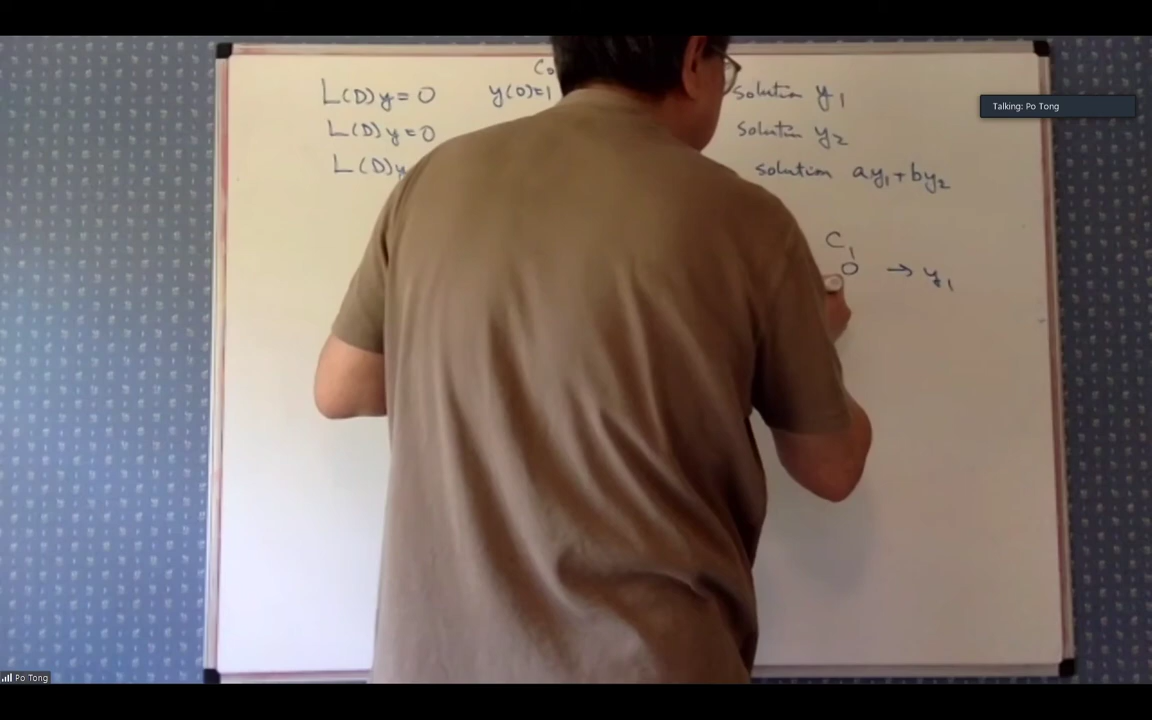 C₀
L(D)y = 0 y(0)=1 solution y₁
Talking: Po Tong
L(D)y = 0 solution y₂
L(D)y solution ay₁ + by₂
C₁
0 → y₁
Po Tong